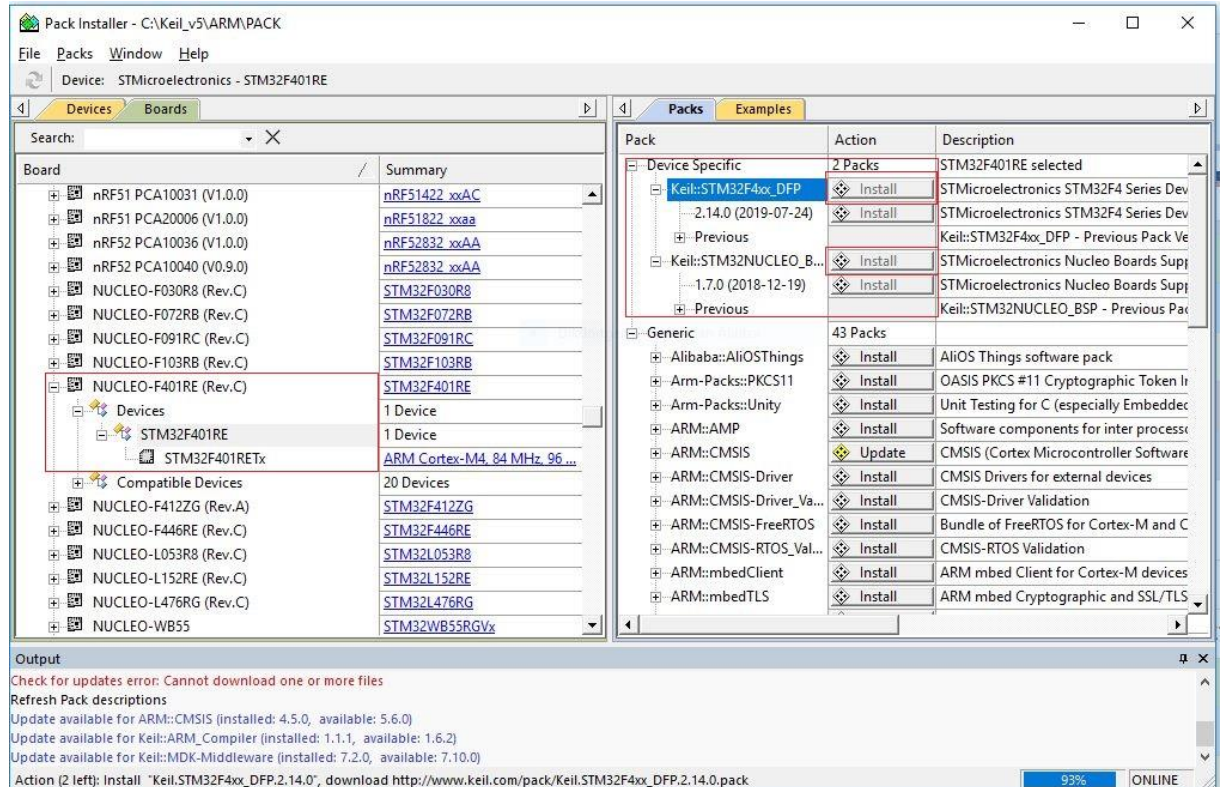 Pack Installer - C:\Keil_v5\ARM\PACK
File Packs Window Help
Device: STMicroelectronics - STM32F401RE
Devices Boards
Search:
Board / Summary
nRF51 PCA10031 (V1.0.0) nRF51422_xxAC
nRF51 PCA20006 (V1.0.0) nRF51822_xxaa
nRF52 PCA10036 (V1.0.0) nRF52832_xxAA
nRF52 PCA10040 (V0.9.0) nRF52832_xxAA
NUCLEO-F030R8 (Rev.C) STM32F030R8
NUCLEO-F072RB (Rev.C) STM32F072RB
NUCLEO-F091RC (Rev.C) STM32F091RC
NUCLEO-F103RB (Rev.C) STM32F103RB
NUCLEO-F401RE (Rev.C) STM32F401RE
Devices 1 Device
STM32F401RE 1 Device
STM32F401RETx ARM Cortex-M4, 84 MHz, 96 ...
Compatible Devices 20 Devices
NUCLEO-F412ZG (Rev.A) STM32F412ZG
NUCLEO-F446RE (Rev.C) STM32F446RE
NUCLEO-L053R8 (Rev.C) STM32L053R8
NUCLEO-L152RE (Rev.C) STM32L152RE
NUCLEO-L476RG (Rev.C) STM32L476RG
NUCLEO-WB55 STM32WB55RGVx
Packs Examples
Pack Action Description
Device Specific 2 Packs STM32F401RE selected
Keil::STM32F4xx_DFP Install STMicroelectronics STM32F4 Series Dev
2.14.0 (2019-07-24) Install STMicroelectronics STM32F4 Series Dev
Previous Keil::STM32F4xx_DFP - Previous Pack Ve
Keil::STM32NUCLEO_B... Install STMicroelectronics Nucleo Boards Supp
1.7.0 (2018-12-19) Install STMicroelectronics Nucleo Boards Supp
Previous Keil::STM32NUCLEO_BSP - Previous Pac
Generic 43 Packs
Alibaba::AliOSThings Install AliOS Things software pack
Arm-Packs::PKCS11 Install OASIS PKCS #11 Cryptographic Token In
Arm-Packs::Unity Install Unit Testing for C (especially Embedded
ARM::AMP Install Software components for inter processo
ARM::CMSIS Update CMSIS (Cortex Microcontroller Software
ARM::CMSIS-Driver Install CMSIS Drivers for external devices
ARM::CMSIS-Driver_Va... Install CMSIS-Driver Validation
ARM::CMSIS-FreeRTOS Install Bundle of FreeRTOS for Cortex-M and C
ARM::CMSIS-RTOS_Val... Install CMSIS-RTOS Validation
ARM::mbedClient Install ARM mbed Client for Cortex-M devices
ARM::mbedTLS Install ARM mbed Cryptographic and SSL/TLS
Output
Check for updates error: Cannot download one or more files
Refresh Pack descriptions
Update available for ARM::CMSIS (installed: 4.5.0, available: 5.6.0)
Update available for Keil::ARM_Compiler (installed: 1.1.1, available: 1.6.2)
Update available for Keil::MDK-Middleware (installed: 7.2.0, available: 7.10.0)
Action (2 left): Install "Keil.STM32F4xx_DFP.2.14.0", download http://www.keil.com/pack/Keil.STM32F4xx_DFP.2.14.0.pack 93% ONLINE